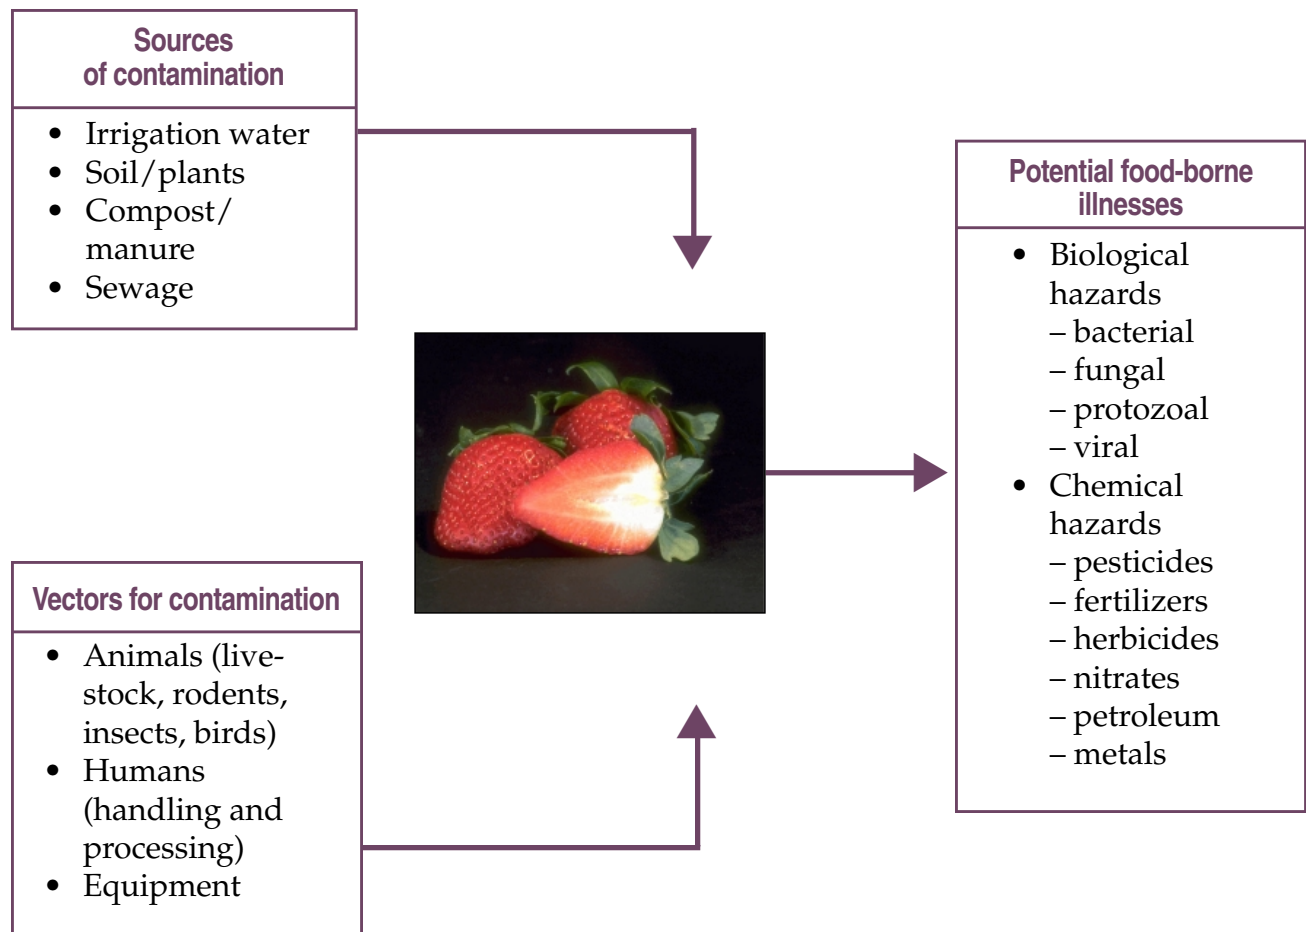 Sources
of contamination
• Irrigation water
• Soil/plants
• Compost/
manure
• Sewage
Vectors for contamination
• Animals (live-
stock, rodents,
insects, birds)
• Humans
(handling and
processing)
• Equipment
Potential food-borne
illnesses
• Biological
hazards
– bacterial
– fungal
– protozoal
– viral
• Chemical
hazards
– pesticides
– fertilizers
– herbicides
– nitrates
– petroleum
– metals